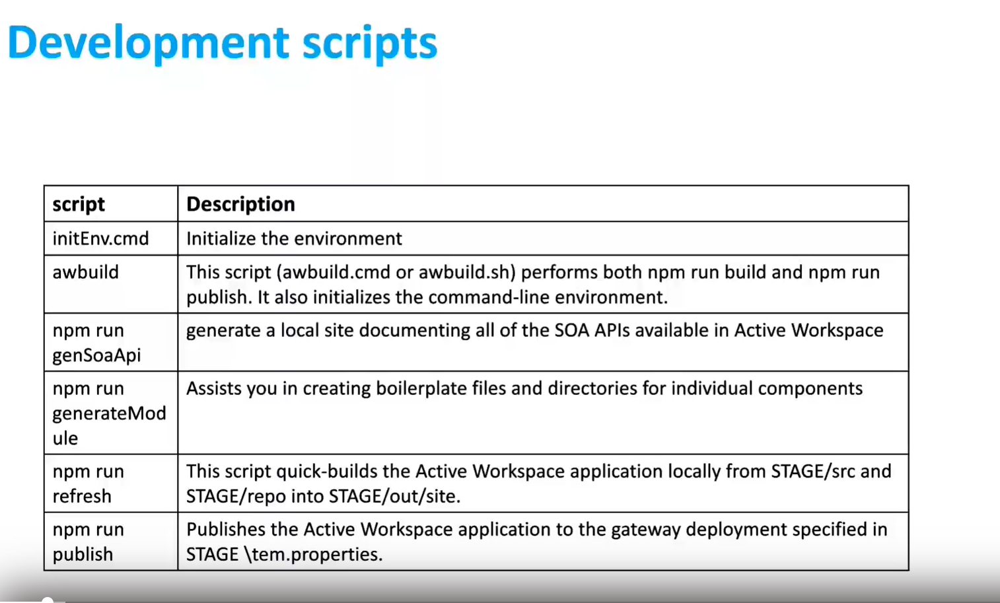 Development scripts
script
Description
initEnv.cmd
Initialize the environment
awbuild
This script (awbuild.cmd or awbuild.sh) performs both npm run build and npm run
publish. It also initializes the command-line environment.
npm run
genSoaApi
generate a local site documenting all of the SOA APIs available in Active Workspace
npm run
generateMod
ule
Assists you in creating boilerplate files and directories for individual components
npm run
refresh
This script quick-builds the Active Workspace application locally from STAGE/src and
STAGE/repo into STAGE/out/site.
npm run
publish
Publishes the Active Workspace application to the gateway deployment specified in
STAGE \tem.properties.